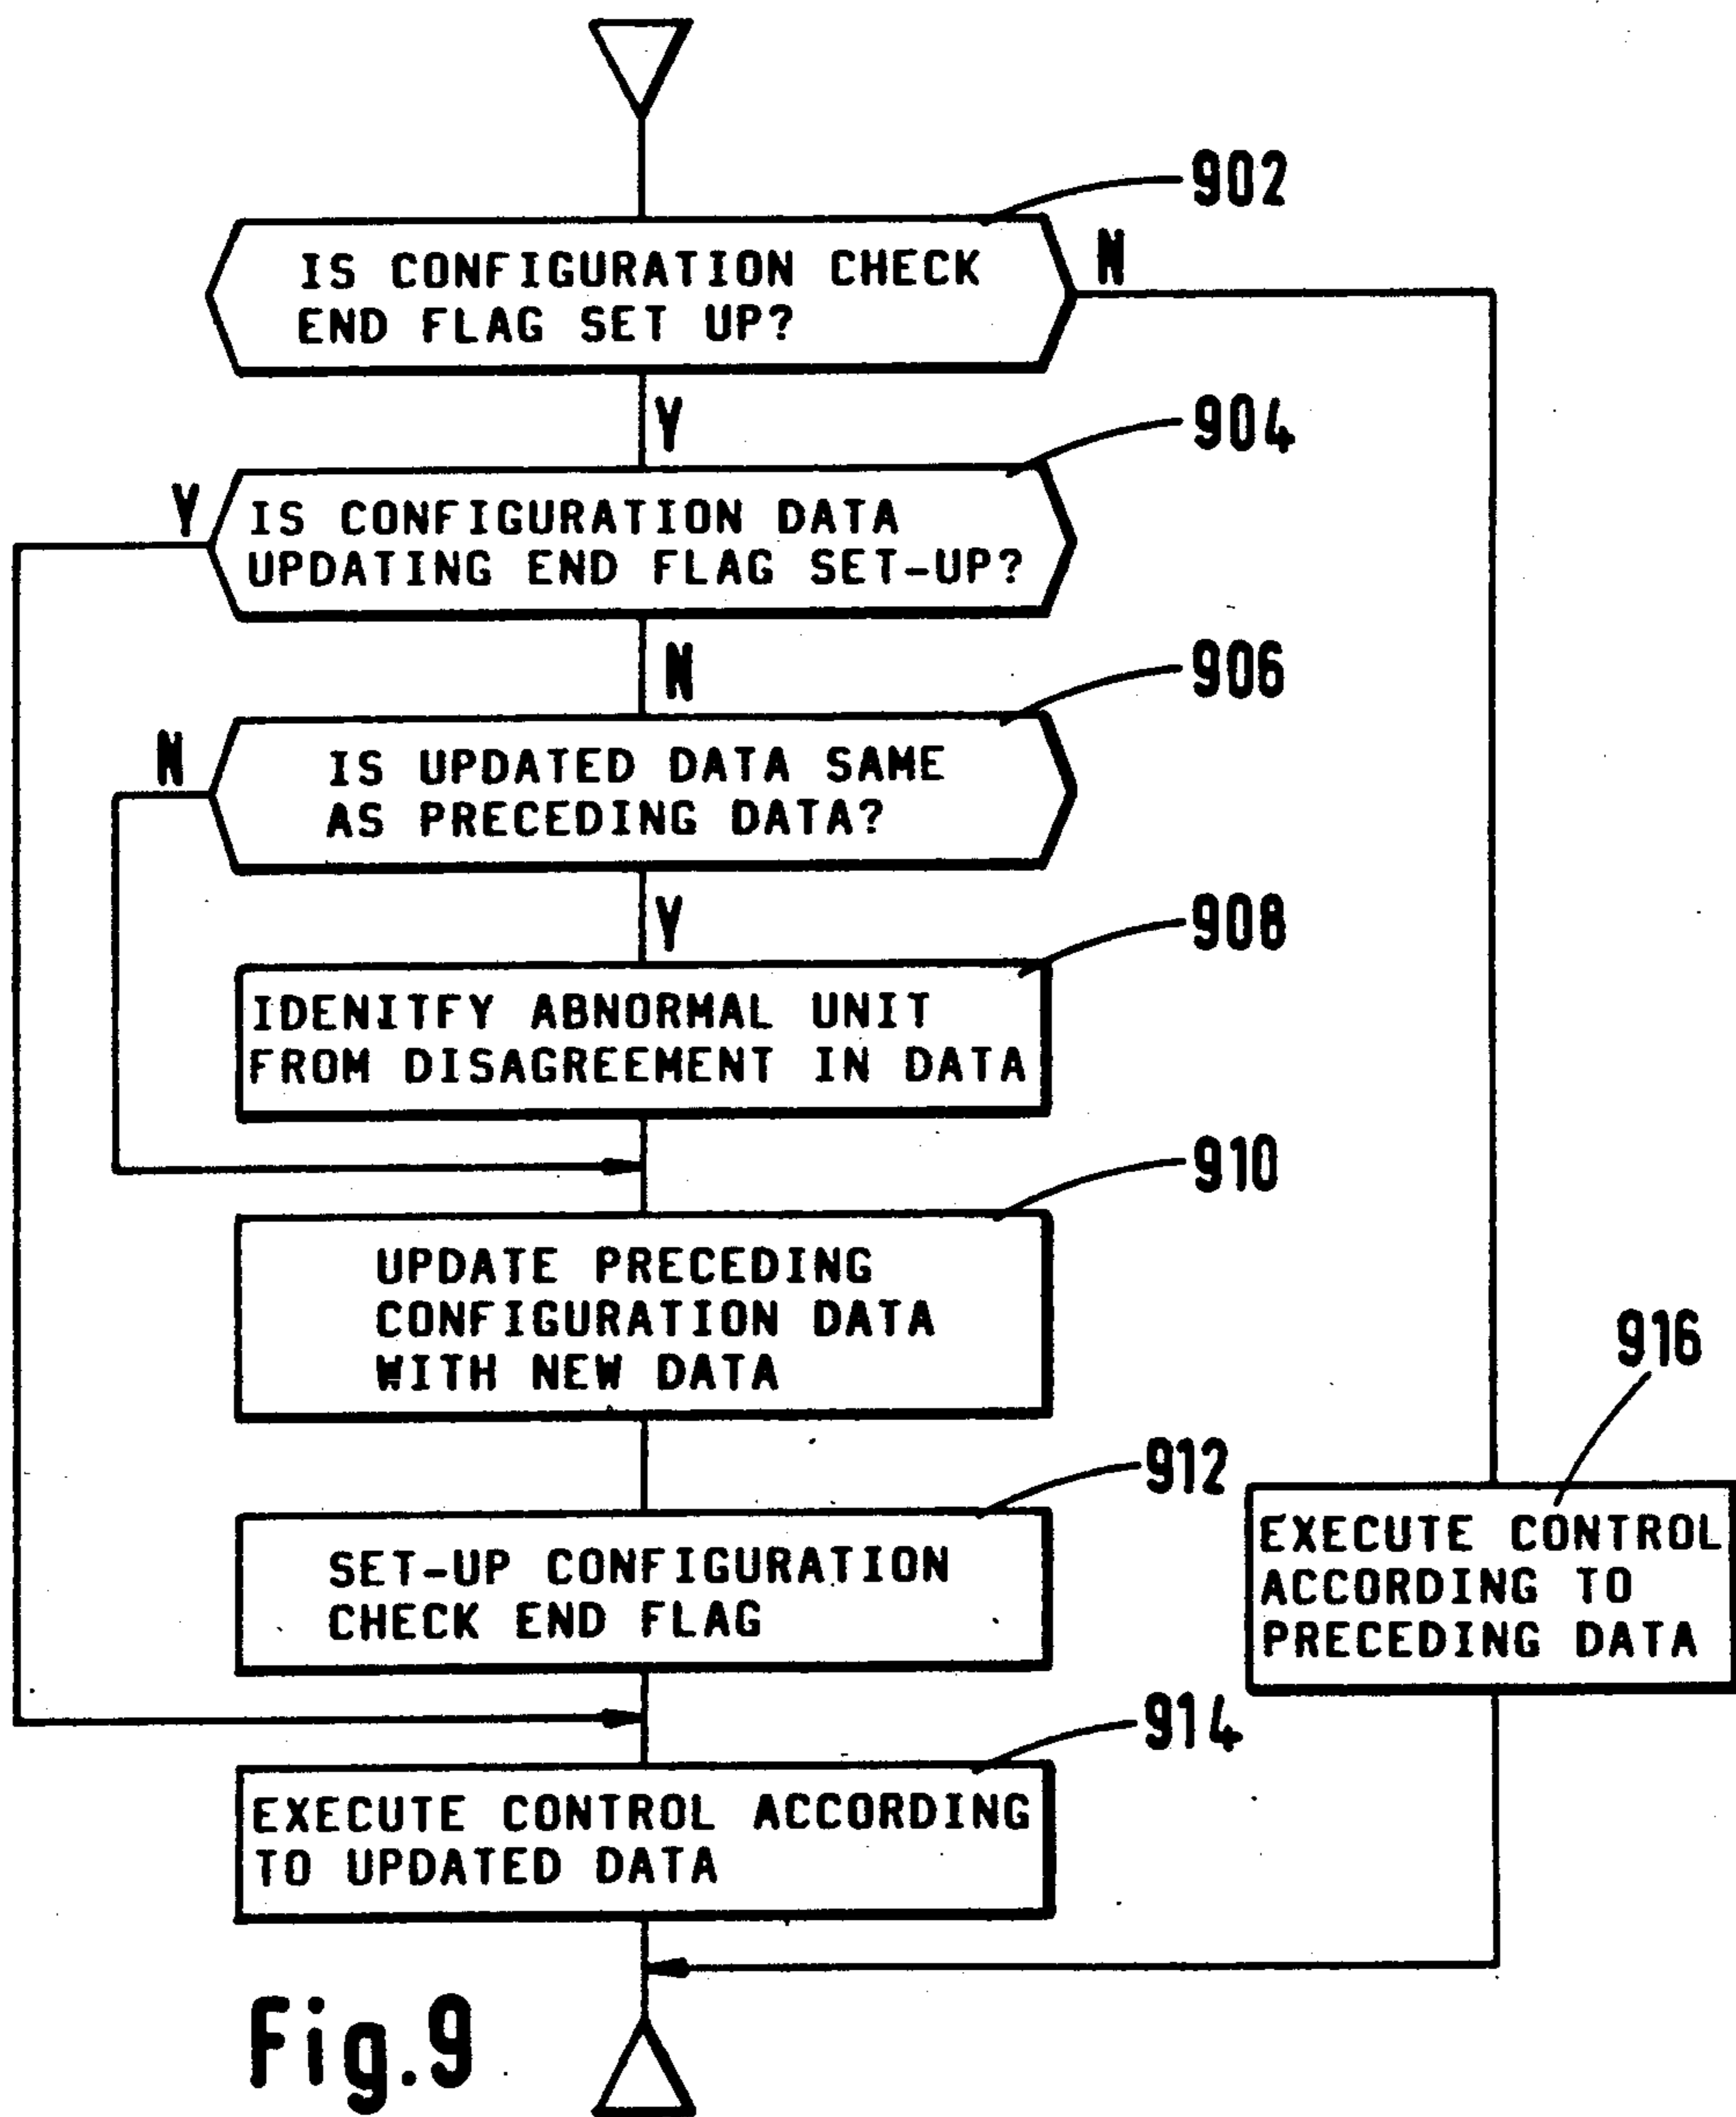 902
IS CONFIGURATION CHECK
END FLAG SET UP?
N
Y
904
Y
IS CONFIGURATION DATA
UPDATING END FLAG SET-UP?
N
906
N
IS UPDATED DATA SAME
AS PRECEDING DATA?
Y
908
IDENITFY ABNORMAL UNIT
FROM DISAGREEMENT IN DATA
910
UPDATE PRECEDING
CONFIGURATION DATA
WITH NEW DATA
916
912
SET-UP CONFIGURATION
CHECK END FLAG
EXECUTE CONTROL
ACCORDING TO
PRECEDING DATA
914
EXECUTE CONTROL ACCORDING
TO UPDATED DATA
Fig.9